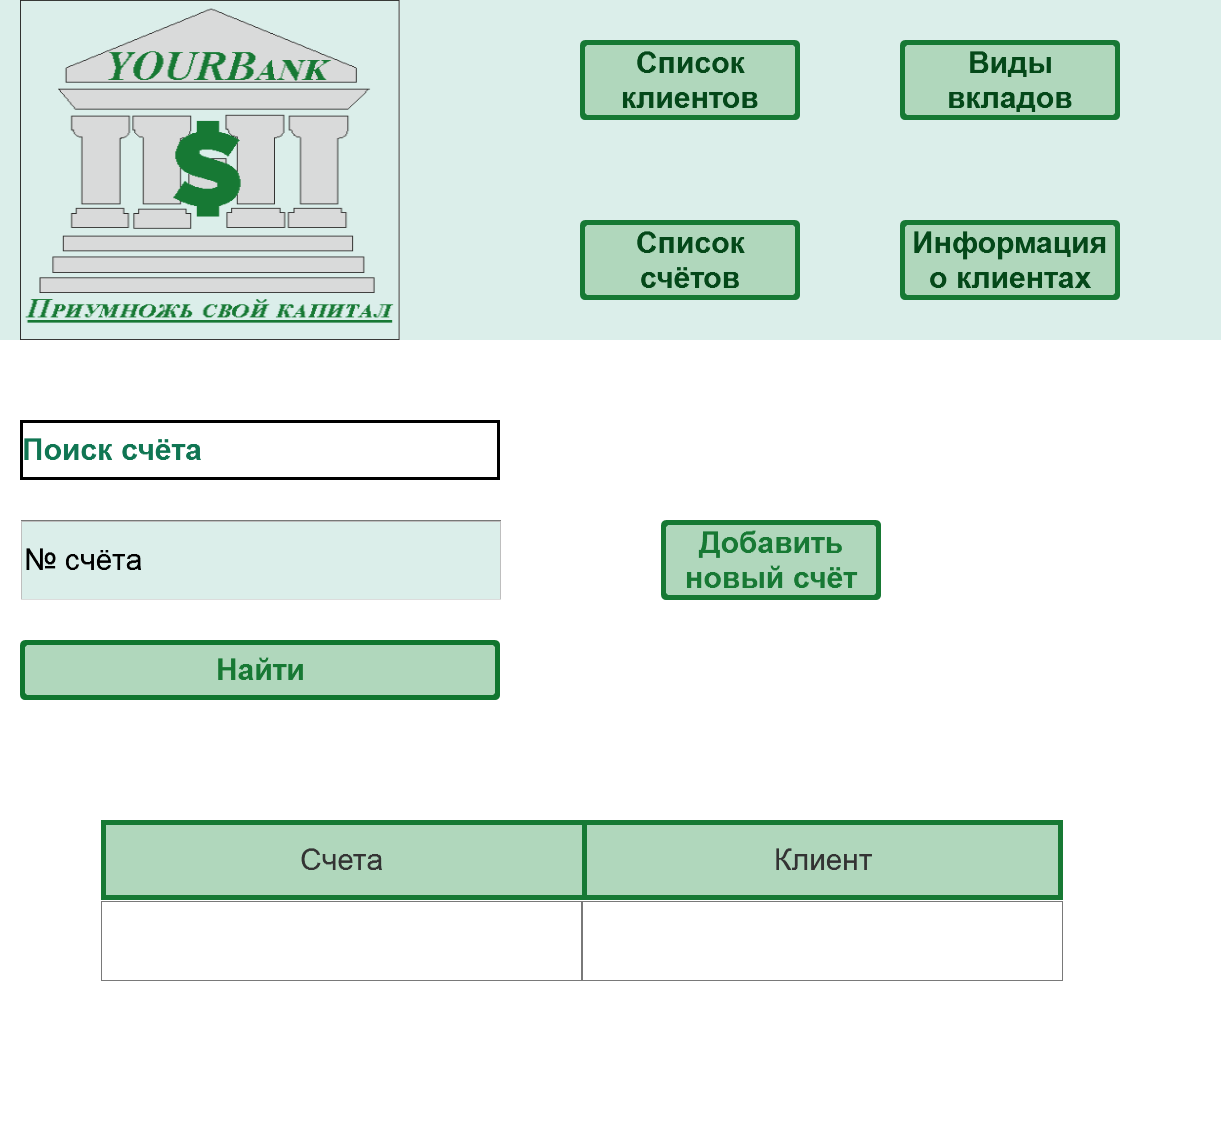 YOURBANK
ПРИУМНОЖЬ СВОЙ КАПИТАЛ
Список
клиентов
Виды
вкладов
Список
счётов
Информация
о клиентах
Поиск счёта
№ счёта
Добавить
новый счёт
Найти
Счета
Клиент